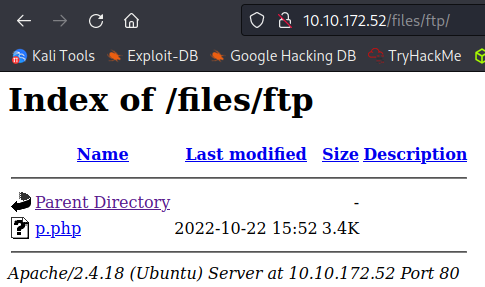 10.10.172.52/files/ftp/
Kali Tools Exploit-DB Google Hacking DB TryHackMe
Index of /files/ftp
Name Last modified Size Description
Parent Directory -
p.php 2022-10-22 15:52 3.4K
Apache/2.4.18 (Ubuntu) Server at 10.10.172.52 Port 80